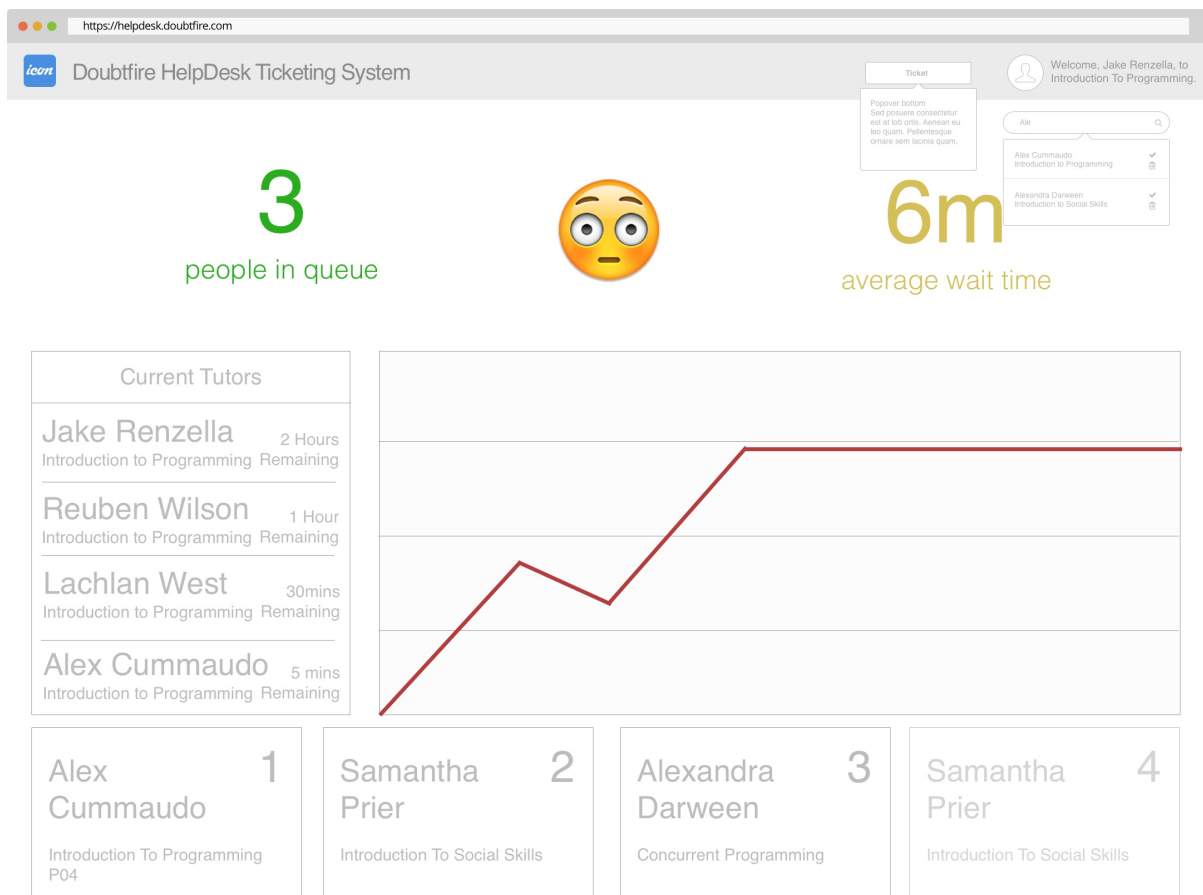 https://helpdesk.doubtfire.com
icon
Doubtfire HelpDesk Ticketing System
Ticket
Welcome, Jake Renzella, to
Introduction To Programming.
Popover bottom
Sed posuere consectetur
est at lob ortis. Aenean eu
leo quam. Pellentesque
ornare sem lacinia quam.
Ale
Alex Cummaudo
Introduction to Programming
Alexandra Darween
Introduction to Social Skills
3
people in queue
6m
average wait time
Current Tutors
Jake Renzella
2 Hours
Introduction to Programming Remaining
Reuben Wilson
1 Hour
Introduction to Programming Remaining
Lachlan West
30mins
Introduction to Programming Remaining
Alex Cummaudo
5 mins
Introduction to Programming Remaining
Alex
Cummaudo
1
Introduction To Programming
P04
Samantha
Prier
2
Introduction To Social Skills
Alexandra
Darween
3
Concurrent Programming
Samantha
Prier
4
Introduction To Social Skills